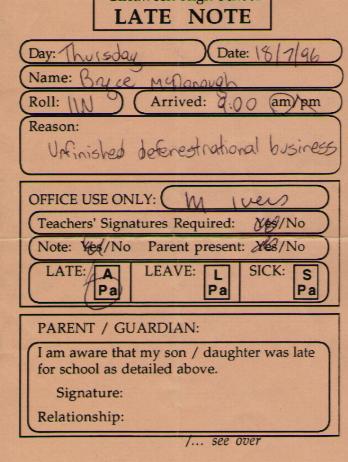 LATE NOTE
Day: Thursday Date: 18/7/96
Name: Bryce McDonough
Roll: 11N Arrived: 9:00 am/pm
Reason:
Unfinished defenestrational business
OFFICE USE ONLY: M Ivers
Teachers' Signatures Required: Yes/No
Note: Yes/No Parent present: Yes/No
LATE: A Pa LEAVE: L Pa SICK: S Pa
PARENT / GUARDIAN:
I am aware that my son / daughter was late
for school as detailed above.
Signature:
Relationship:
/... see over